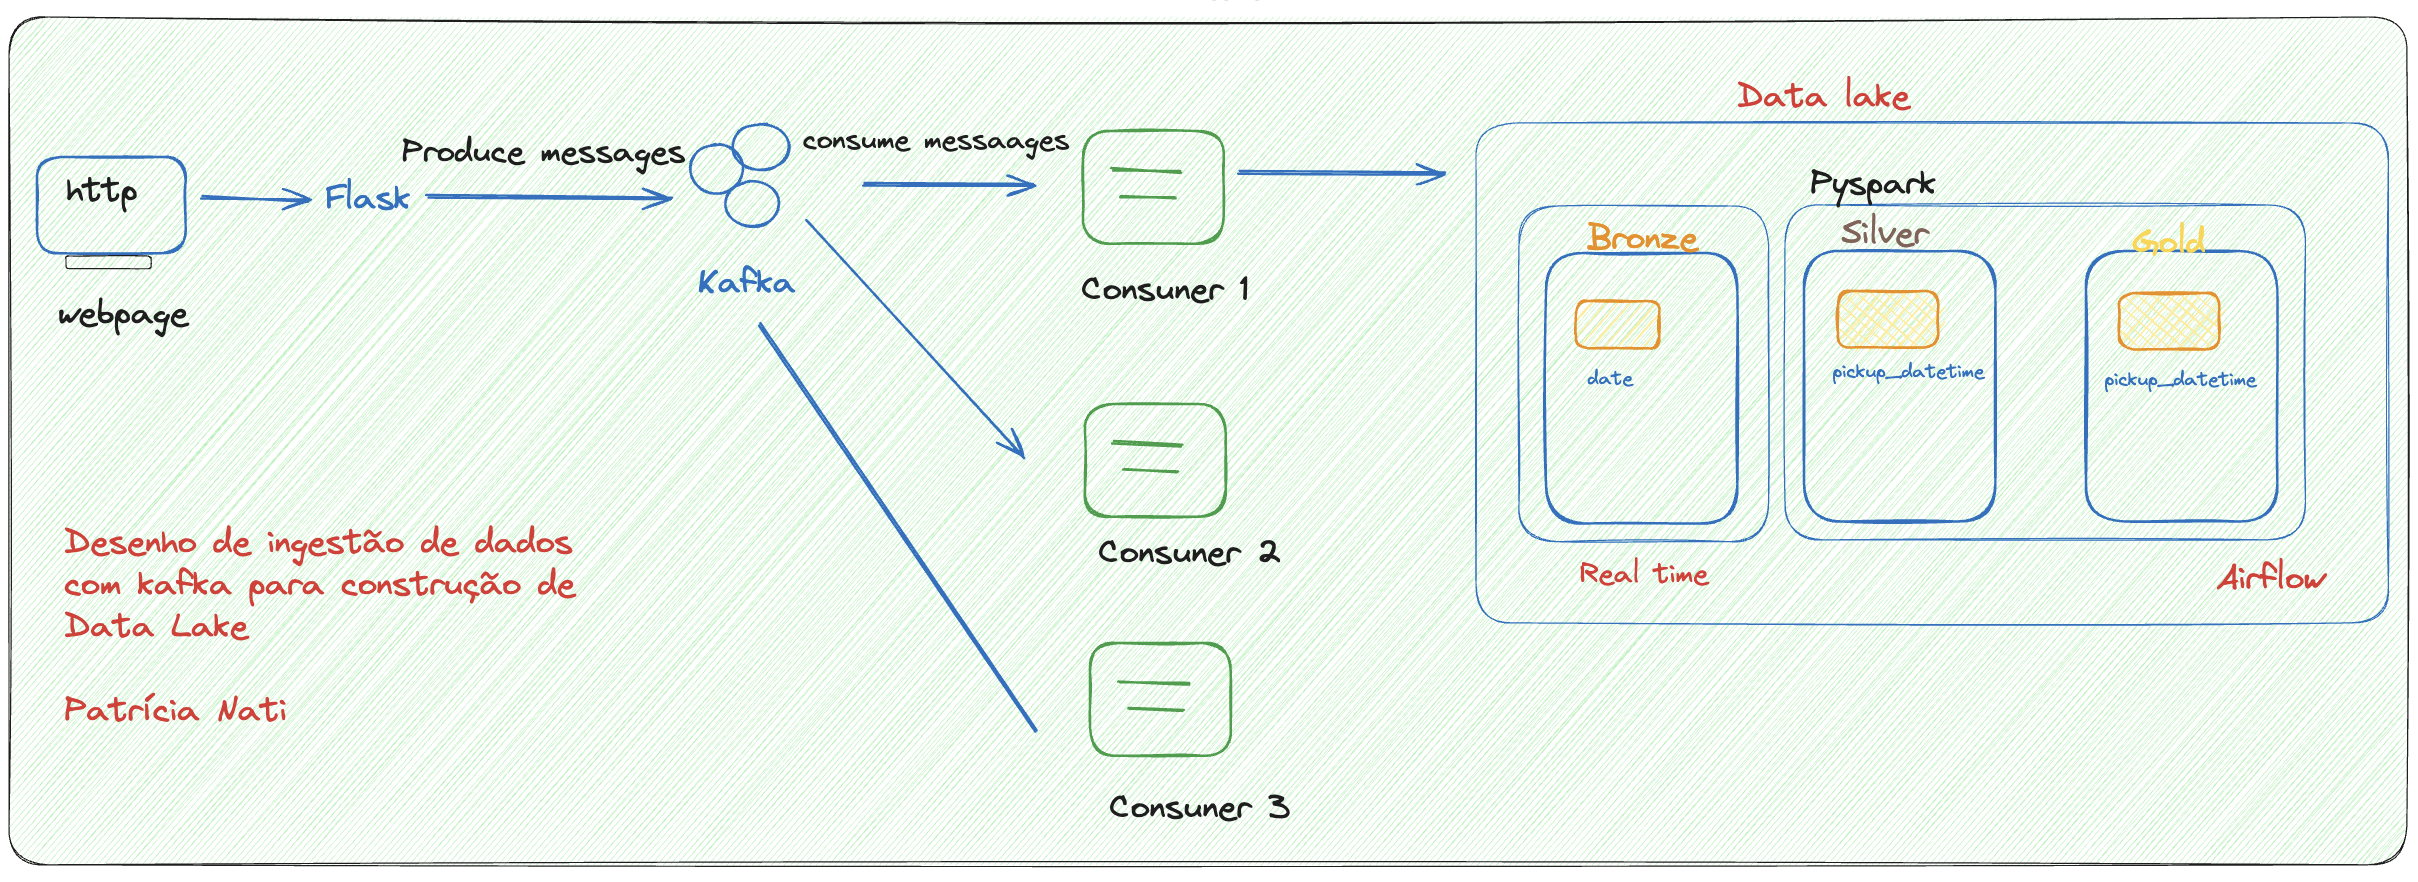 http
webpage
Flask
Produce messages
Kafka
consume messaages
Consuner 1
Consuner 2
Consuner 3
Data lake
Pyspark
Bronze
date
Real time
Silver
pickup_datetime
Gold
pickup_datetime
Airflow
Desenho de ingestão de dados
com kafka para construção de
Data Lake
Patrícia Nati